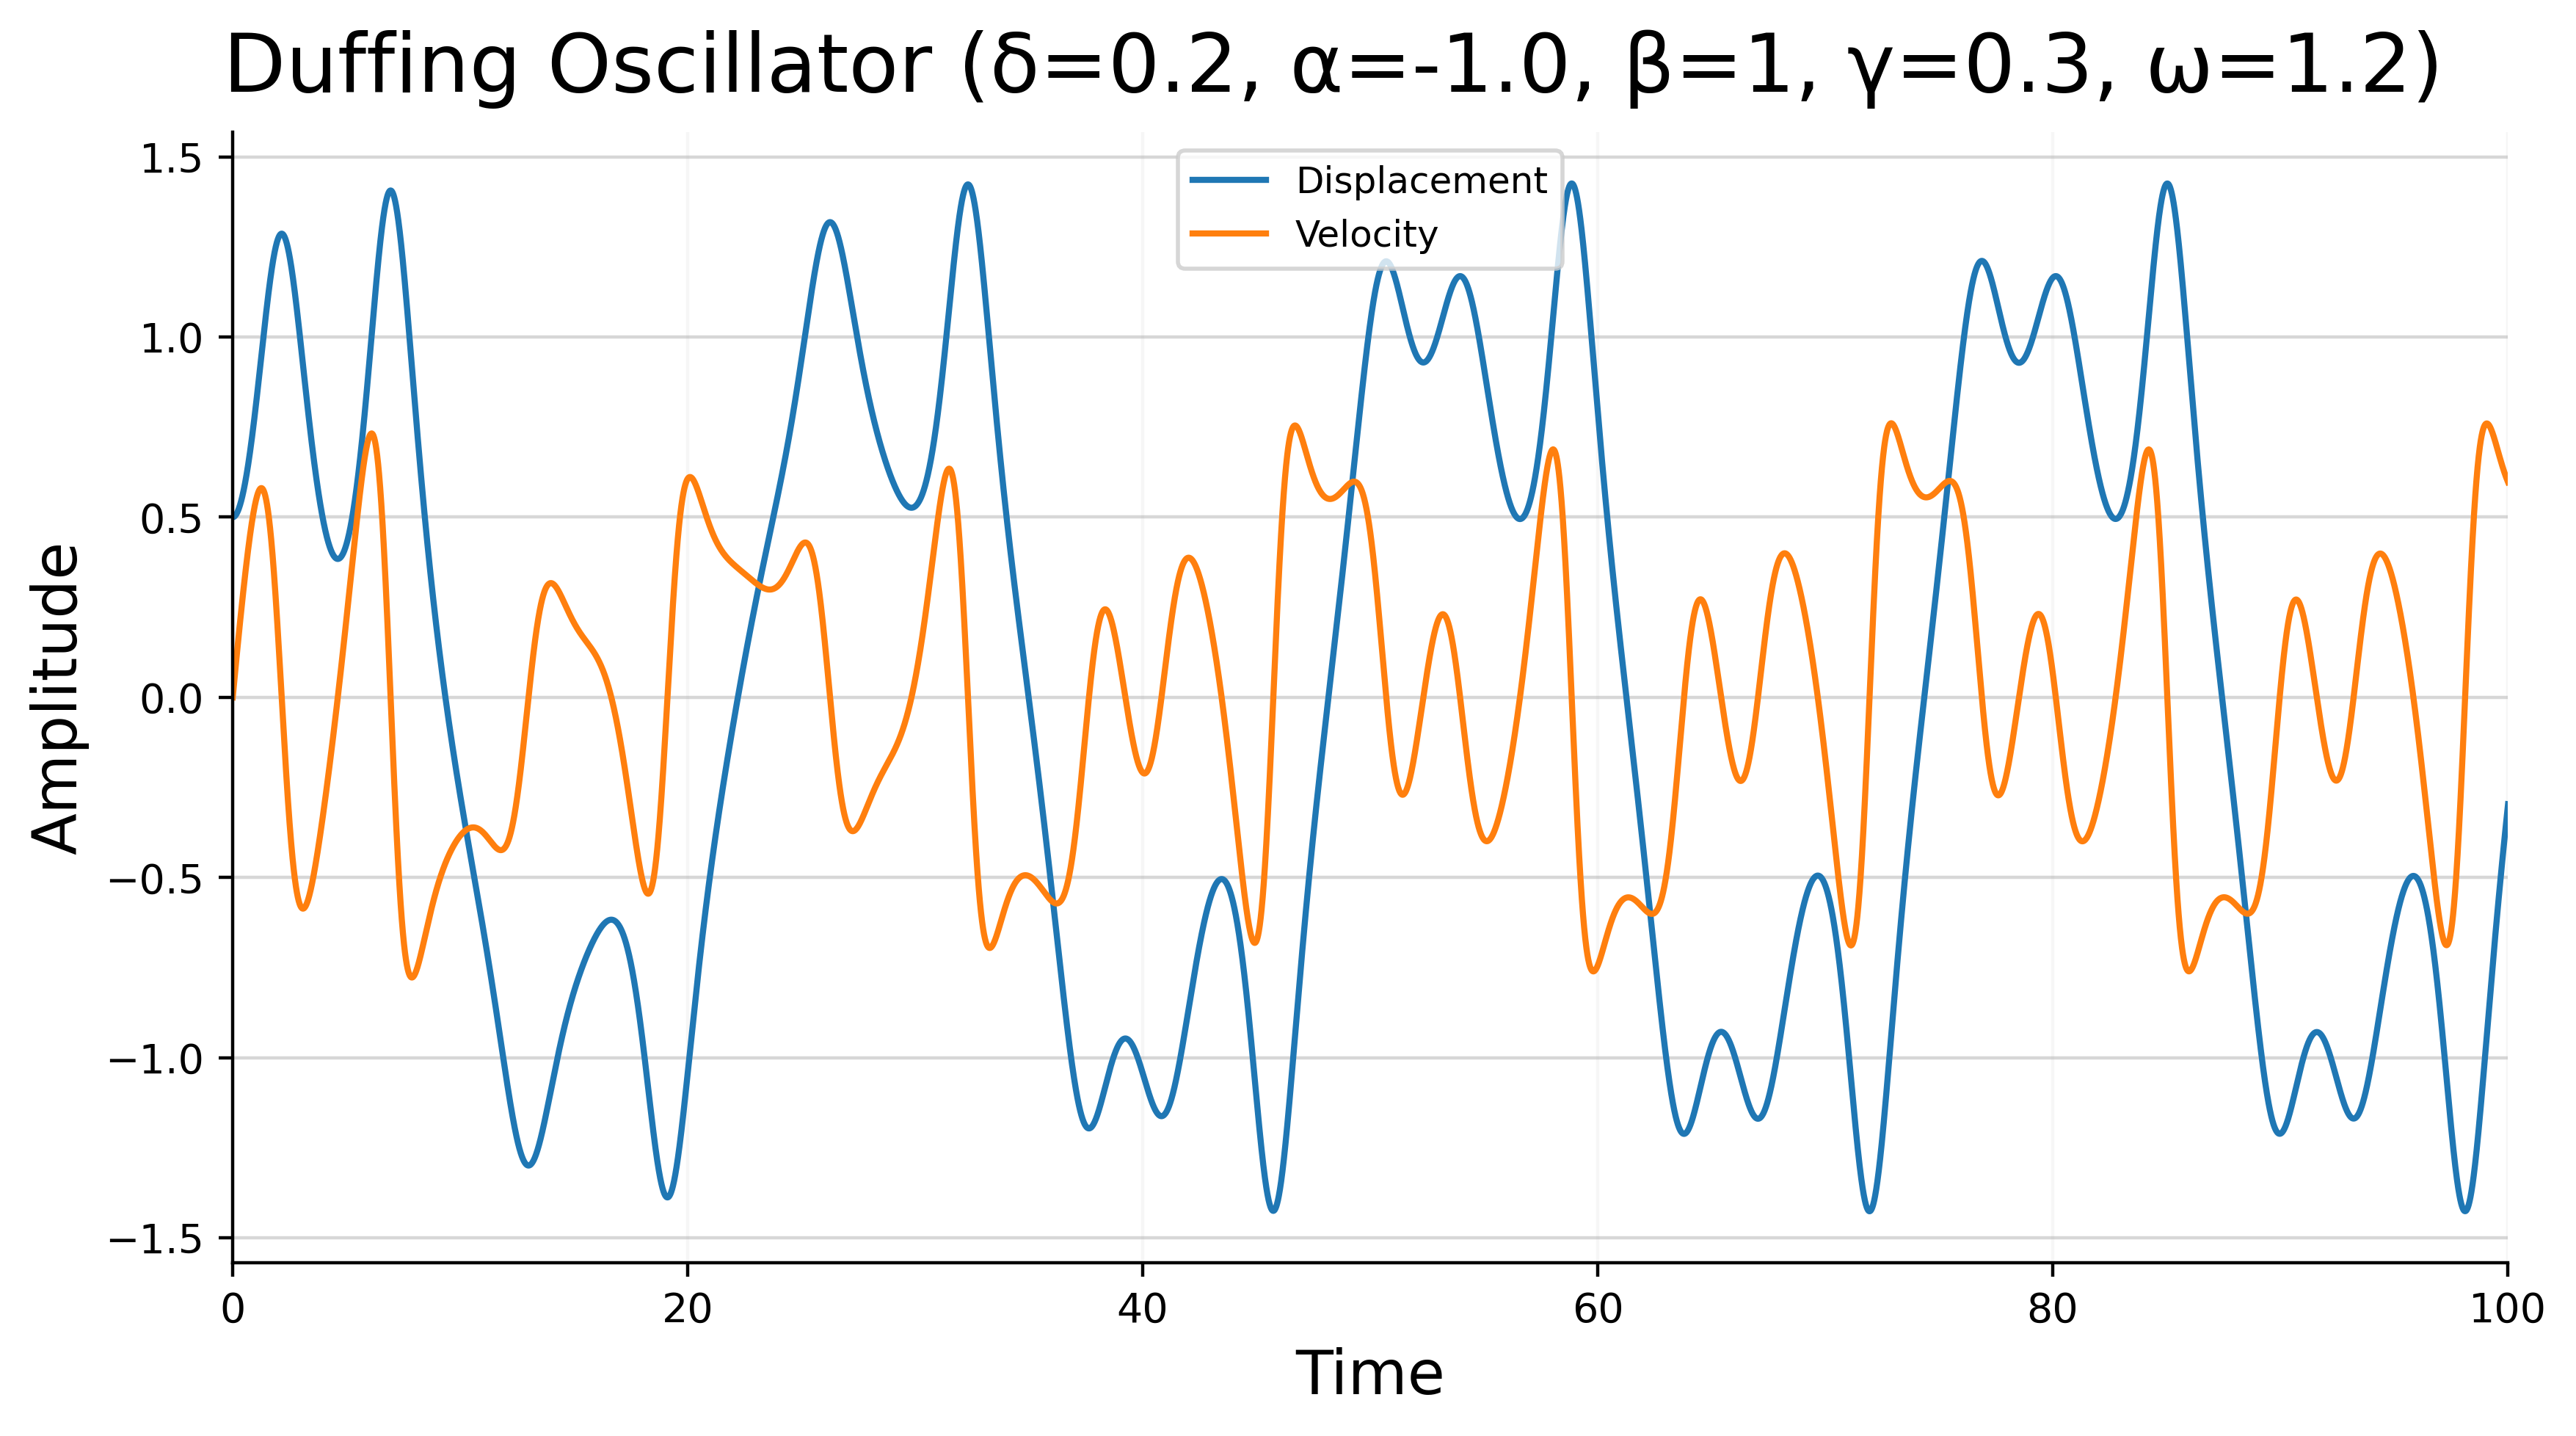 Duffing Oscillator (δ=0.2, α=-1.0, β=1, γ=0.3, ω=1.2)
Displacement
Velocity
Amplitude
1.5
1.0
0.5
0.0
−0.5
−1.0
−1.5
0 20 40 60 80 100
Time